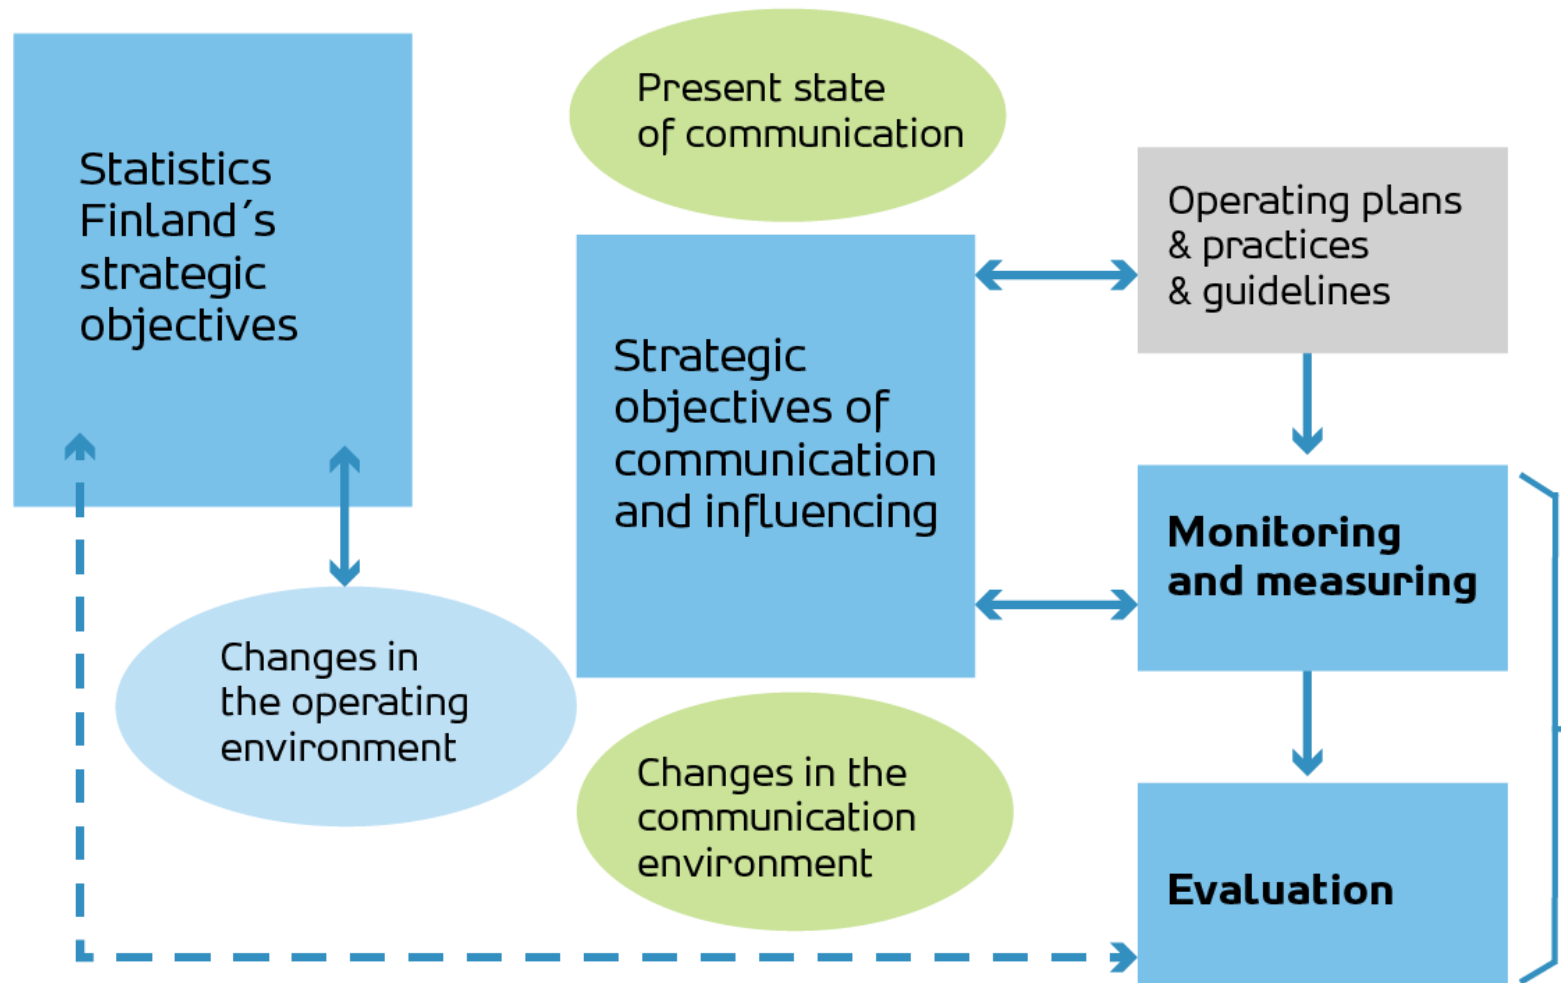 Statistics
Finland´s
strategic
objectives
Present state
of communication
Operating plans
& practices
& guidelines
Strategic
objectives of
communication
and influencing
Monitoring
and measuring
Changes in
the operating
environment
Changes in the
communication
environment
Evaluation